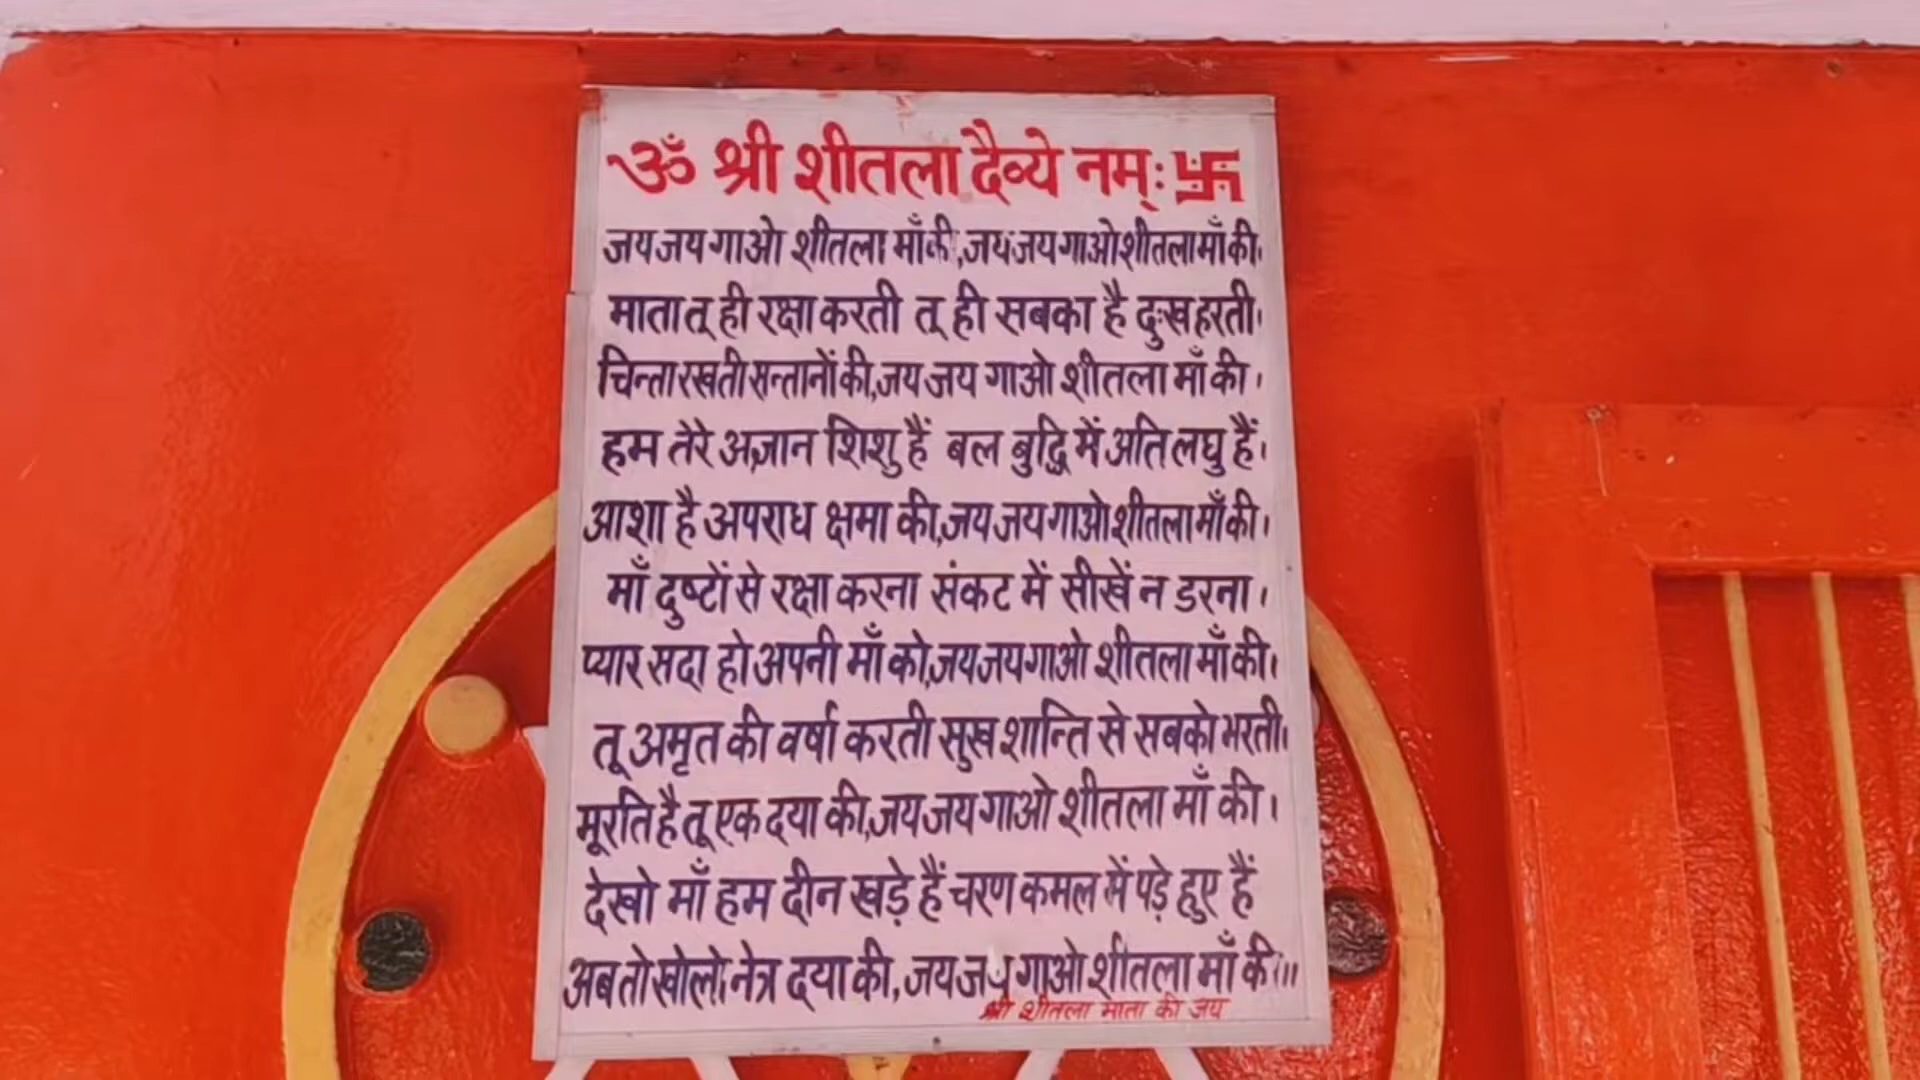 ॐ श्री शीतला दैव्ये नम्ः 卐
जय जय गाओ शीतला माँ की, जय जय गाओ शीतला माँ की।
माता तू ही रक्षा करती तू ही सबका है दुःख हरती।
चिन्ता रखती सन्तानों की, जय जय गाओ शीतला माँ की।
हम तेरे अज्ञान शिशु हैं बल बुद्धि में अति लघु हैं।
आशा है अपराध क्षमा की, जय जय गाओ शीतला माँ की।
माँ दुष्टों से रक्षा करना संकट में सीखें न डरना।
प्यार सदा हो अपनी माँ को, जय जय गाओ शीतला माँ की।
तू अमृत की वर्षा करती सुख शान्ति से सबको भरती।
मूरति है तू एक दया की, जय जय गाओ शीतला माँ की।
देखो माँ हम दीन खड़े हैं चरण कमल में पड़े हुए हैं
अब तो खोलो नेत्र दया की, जय जय गाओ शीतला माँ की।।।
श्री शीतला माता की जय